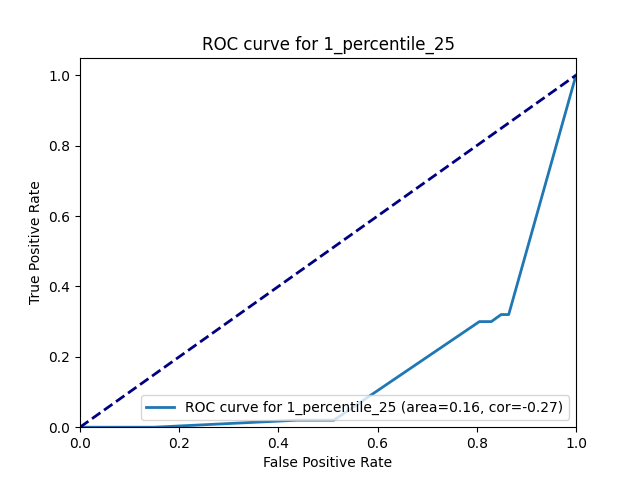 ROC curve for 1_percentile_25
True Positive Rate
1.0
0.8
0.6
0.4
0.2
0.0
ROC curve for 1_percentile_25 (area=0.16, cor=-0.27)
0.0 0.2 0.4 0.6 0.8 1.0
False Positive Rate